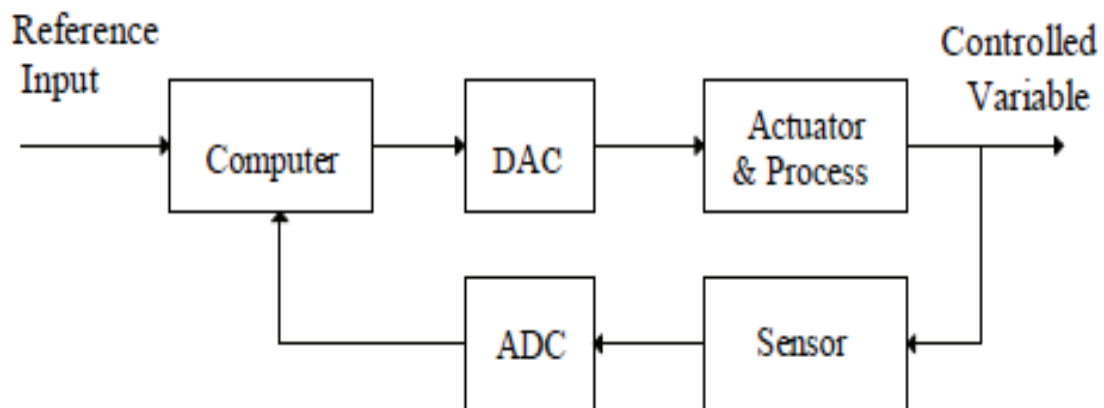 Reference
Input
Controlled
Variable
Computer
DAC
Actuator
& Process
ADC
Sensor